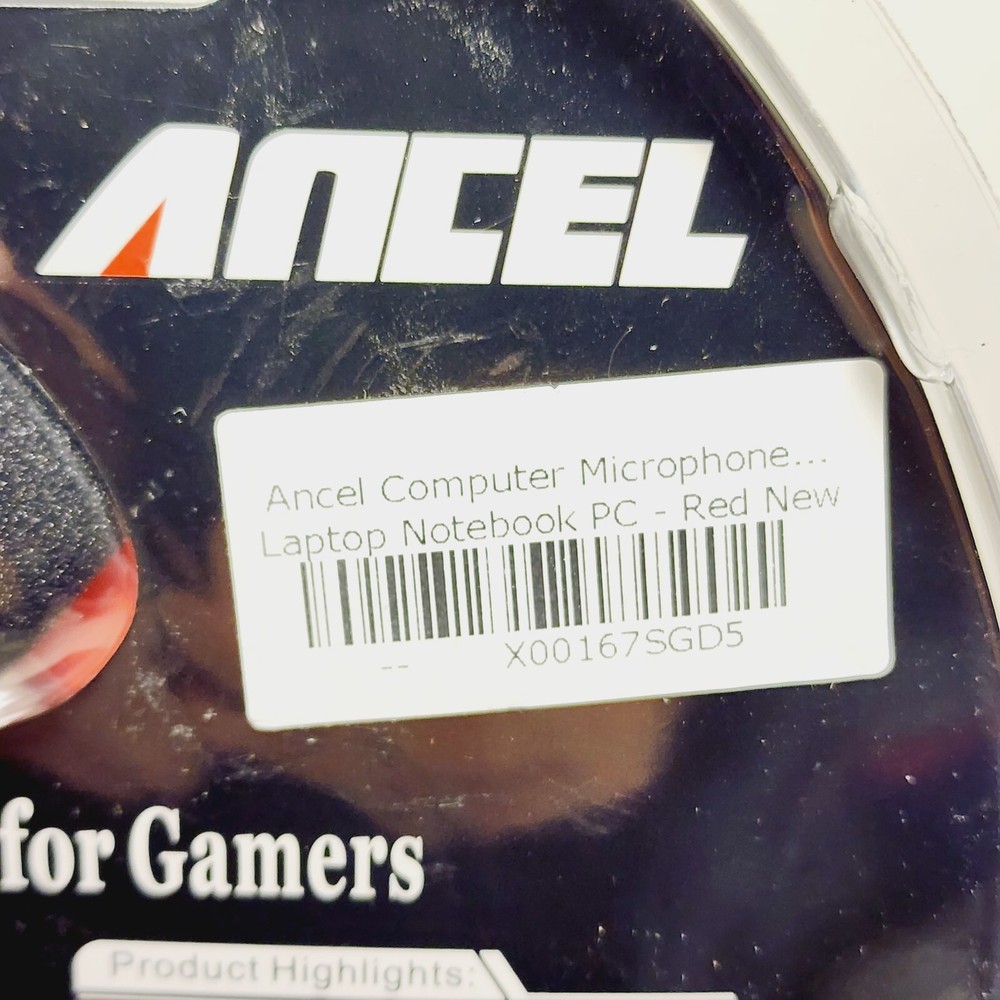 ANCEL
Ancel Computer Microphone...
Laptop Notebook PC - Red New
-- X00167SGD5
for Gamers
Product Highlights: